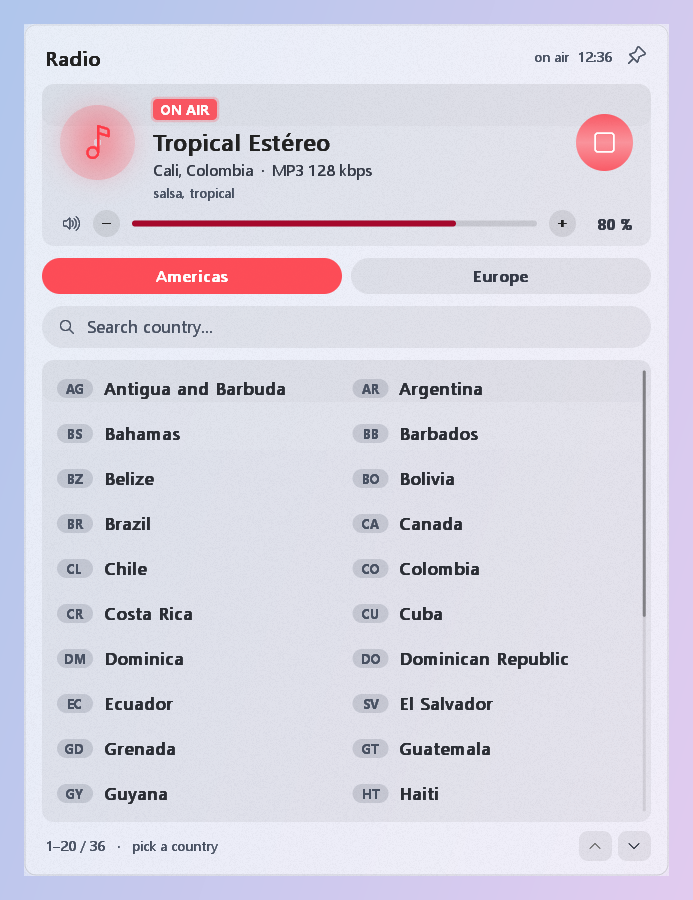 Radio
on air 12:36
ON AIR
Tropical Estéreo
Cali, Colombia · MP3 128 kbps
salsa, tropical
− + 80 %
Americas Europe
Search country...
AG Antigua and Barbuda AR Argentina
BS Bahamas BB Barbados
BZ Belize BO Bolivia
BR Brazil CA Canada
CL Chile CO Colombia
CR Costa Rica CU Cuba
DM Dominica DO Dominican Republic
EC Ecuador SV El Salvador
GD Grenada GT Guatemala
GY Guyana HT Haiti
1–20 / 36 · pick a country